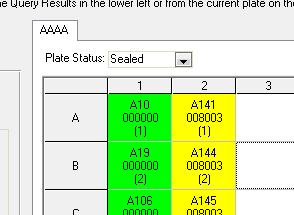 e Query Results in the lower left or from the current plate on th
AAAA
Plate Status: Sealed
1 2 3
A A10 A141
000000 008003
(1) (1)
B A19 A144
000000 008003
(2) (2)
C A106 A145
000000 008003